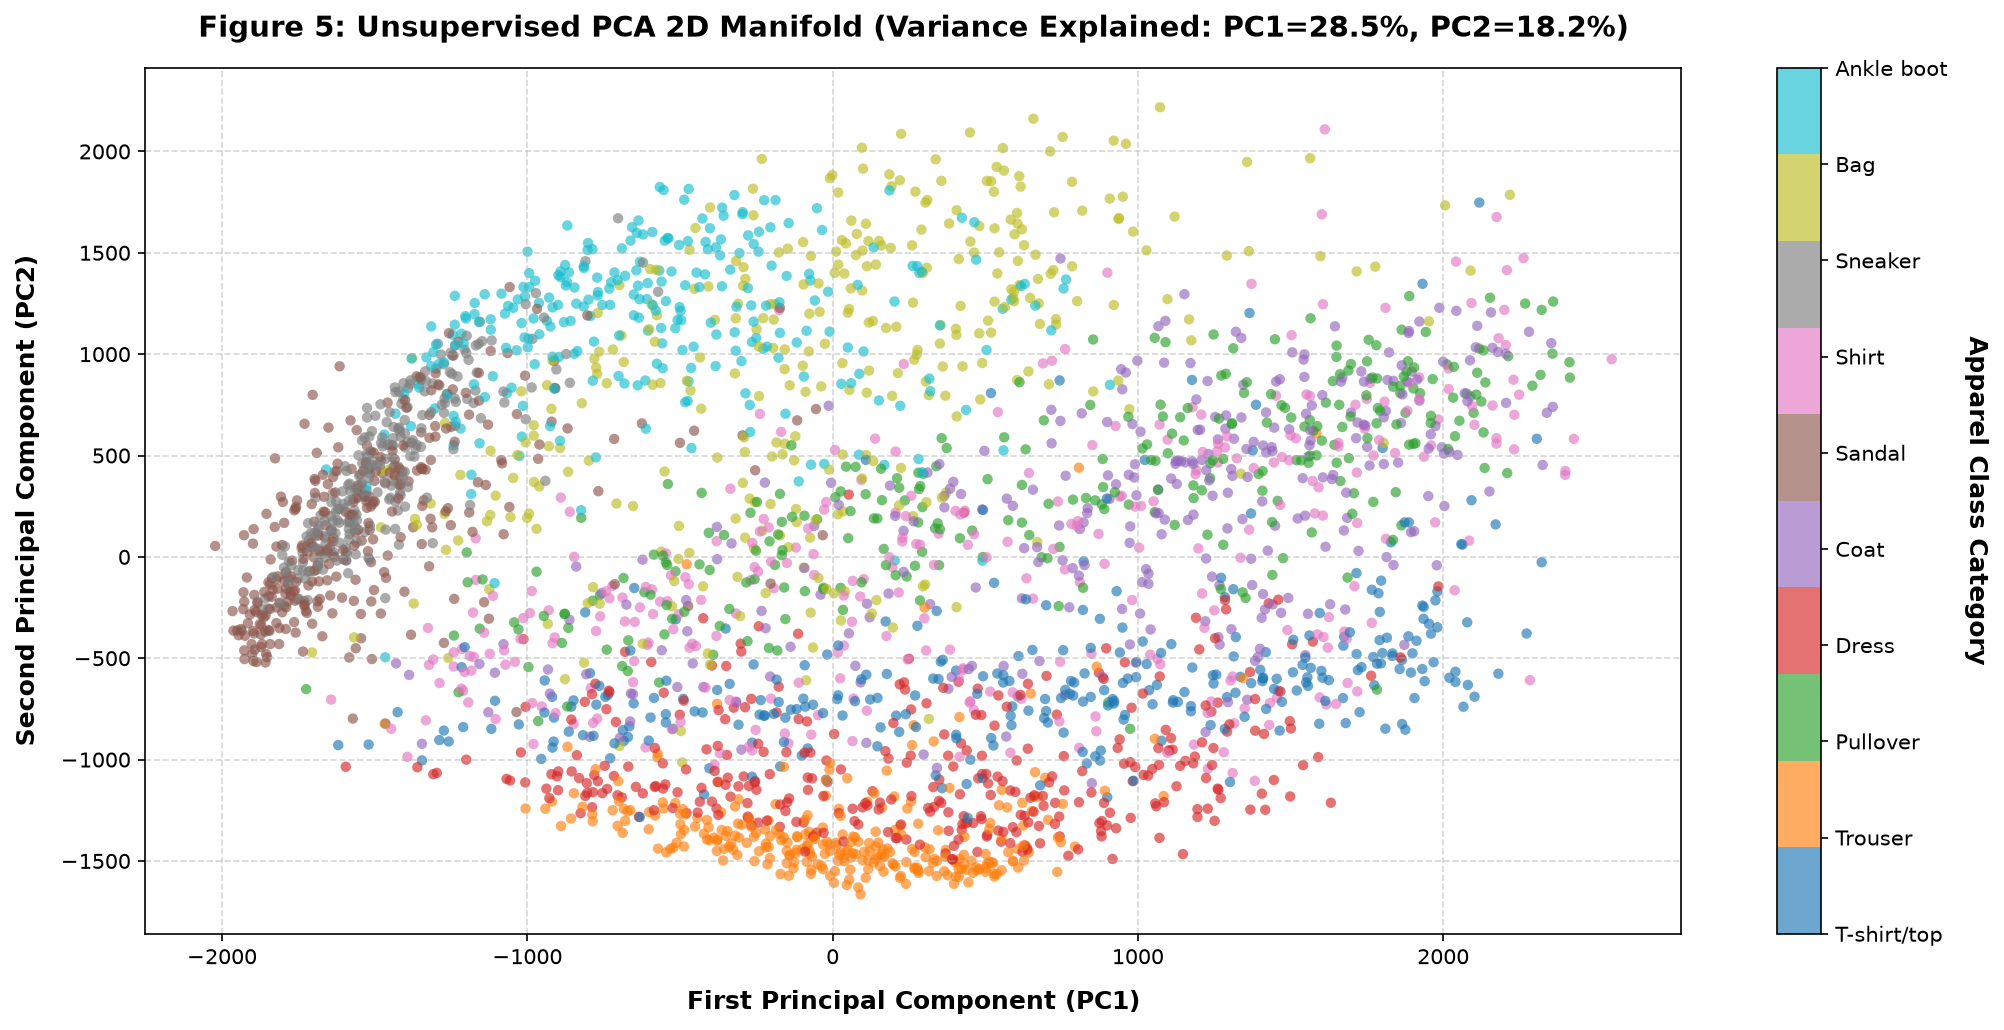 Figure 5: Unsupervised PCA 2D Manifold (Variance Explained: PC1=28.5%, PC2=18.2%)
Second Principal Component (PC2)
2000
1500
1000
500
0
−500
−1000
−1500
−2000
−1000
0
1000
2000
First Principal Component (PC1)
Ankle boot
Bag
Sneaker
Shirt
Sandal
Coat
Dress
Pullover
Trouser
T-shirt/top
Apparel Class Category